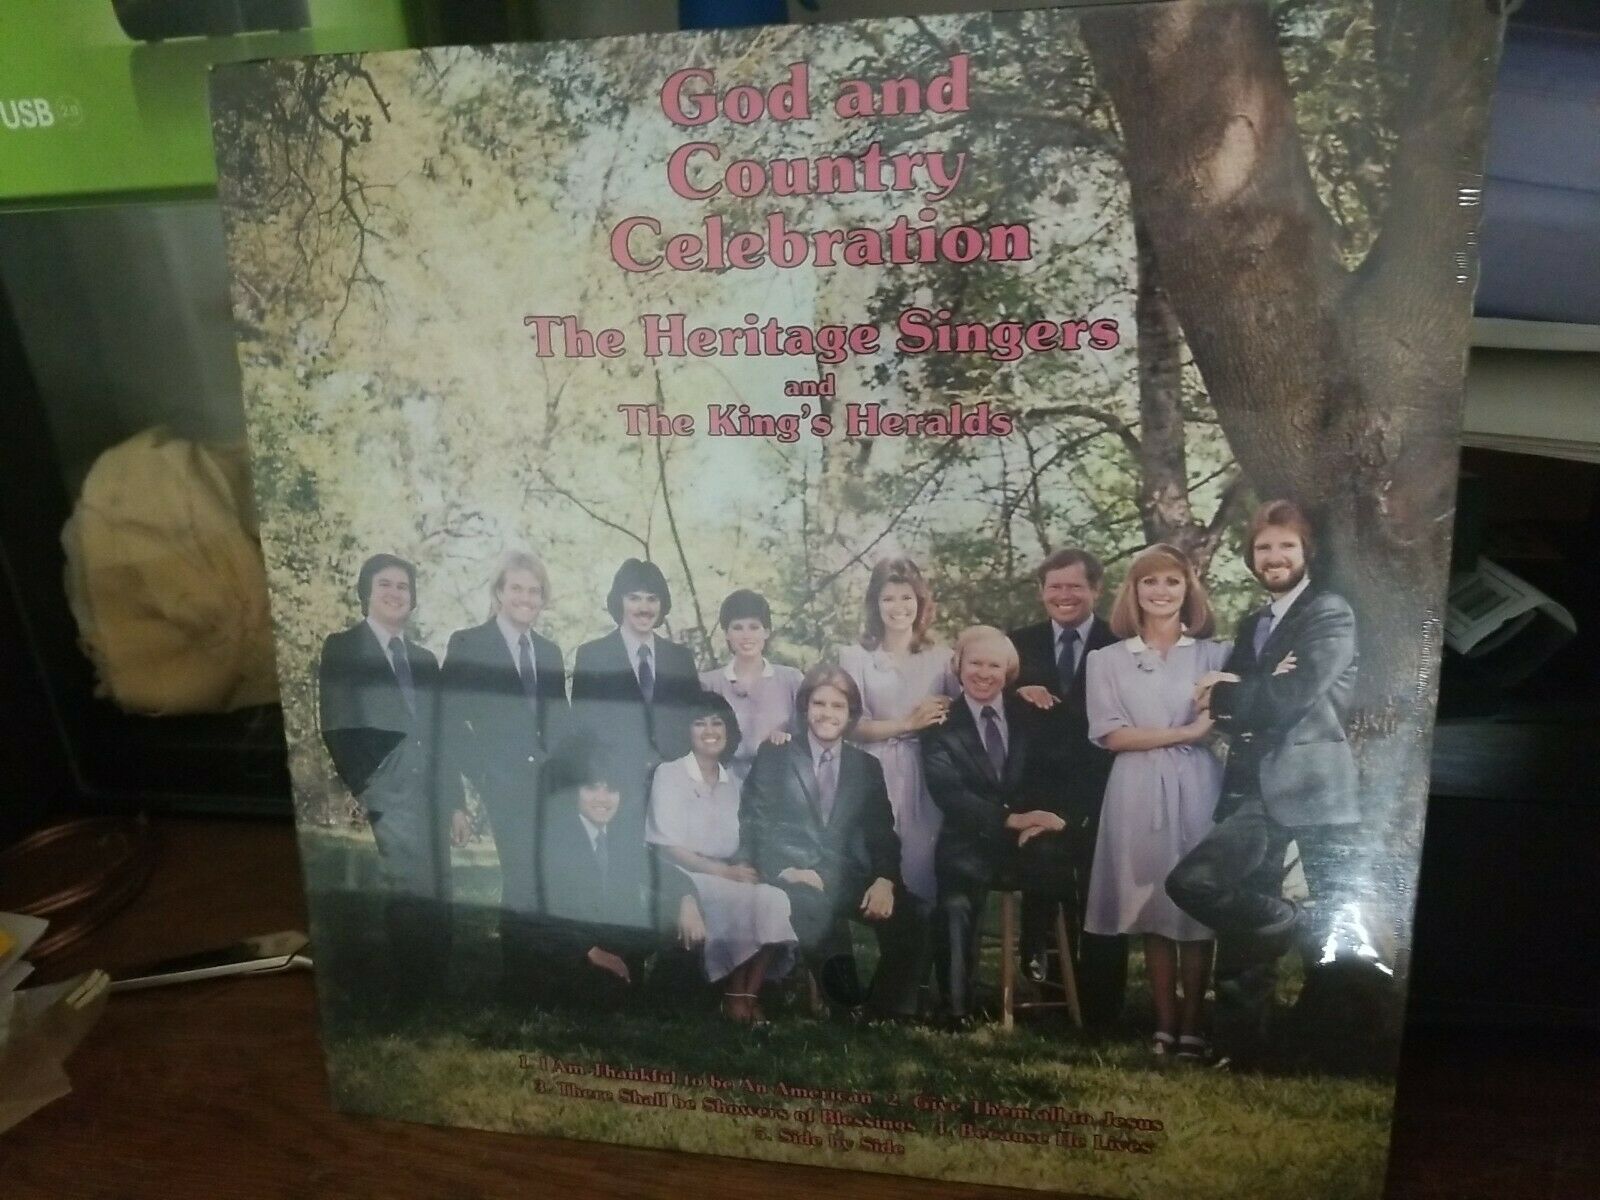 USB 2.0
God and
Country
Celebration
The Heritage Singers
and
The King's Heralds
1. I Am Thankful to be An American 2. Give Them all to Jesus
3. There Shall be Showers of Blessings 4. Because He Lives
5. Side by Side